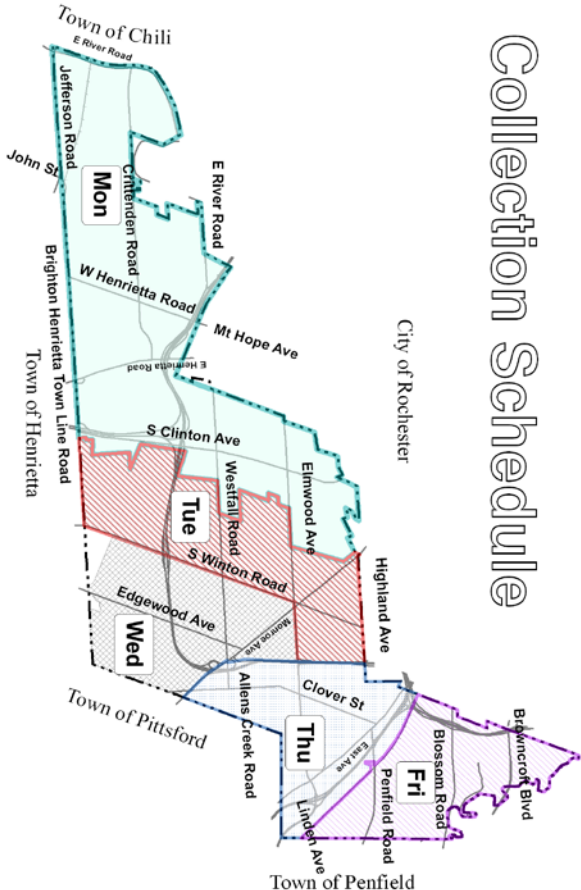 Collection Schedule
Town of Chili
E River Road
Jefferson Road
John St
Mon
Crittenden Road
E River Road
W Henrietta Road
Mt Hope Ave
Brighton Henrietta Town Line Road
Town of Henrietta
E Henrietta Road
City of Rochester
S Clinton Ave
Westfall Road
Elmwood Ave
Tue
S Winton Road
Highland Ave
Edgewood Ave
Monroe Ave
Wed
Town of Pittsford
Allens Creek Road
Clover St
Thu
East Ave
Linden Ave
Penfield Road
Fri
Blossom Road
Browncroft Blvd
Town of Penfield